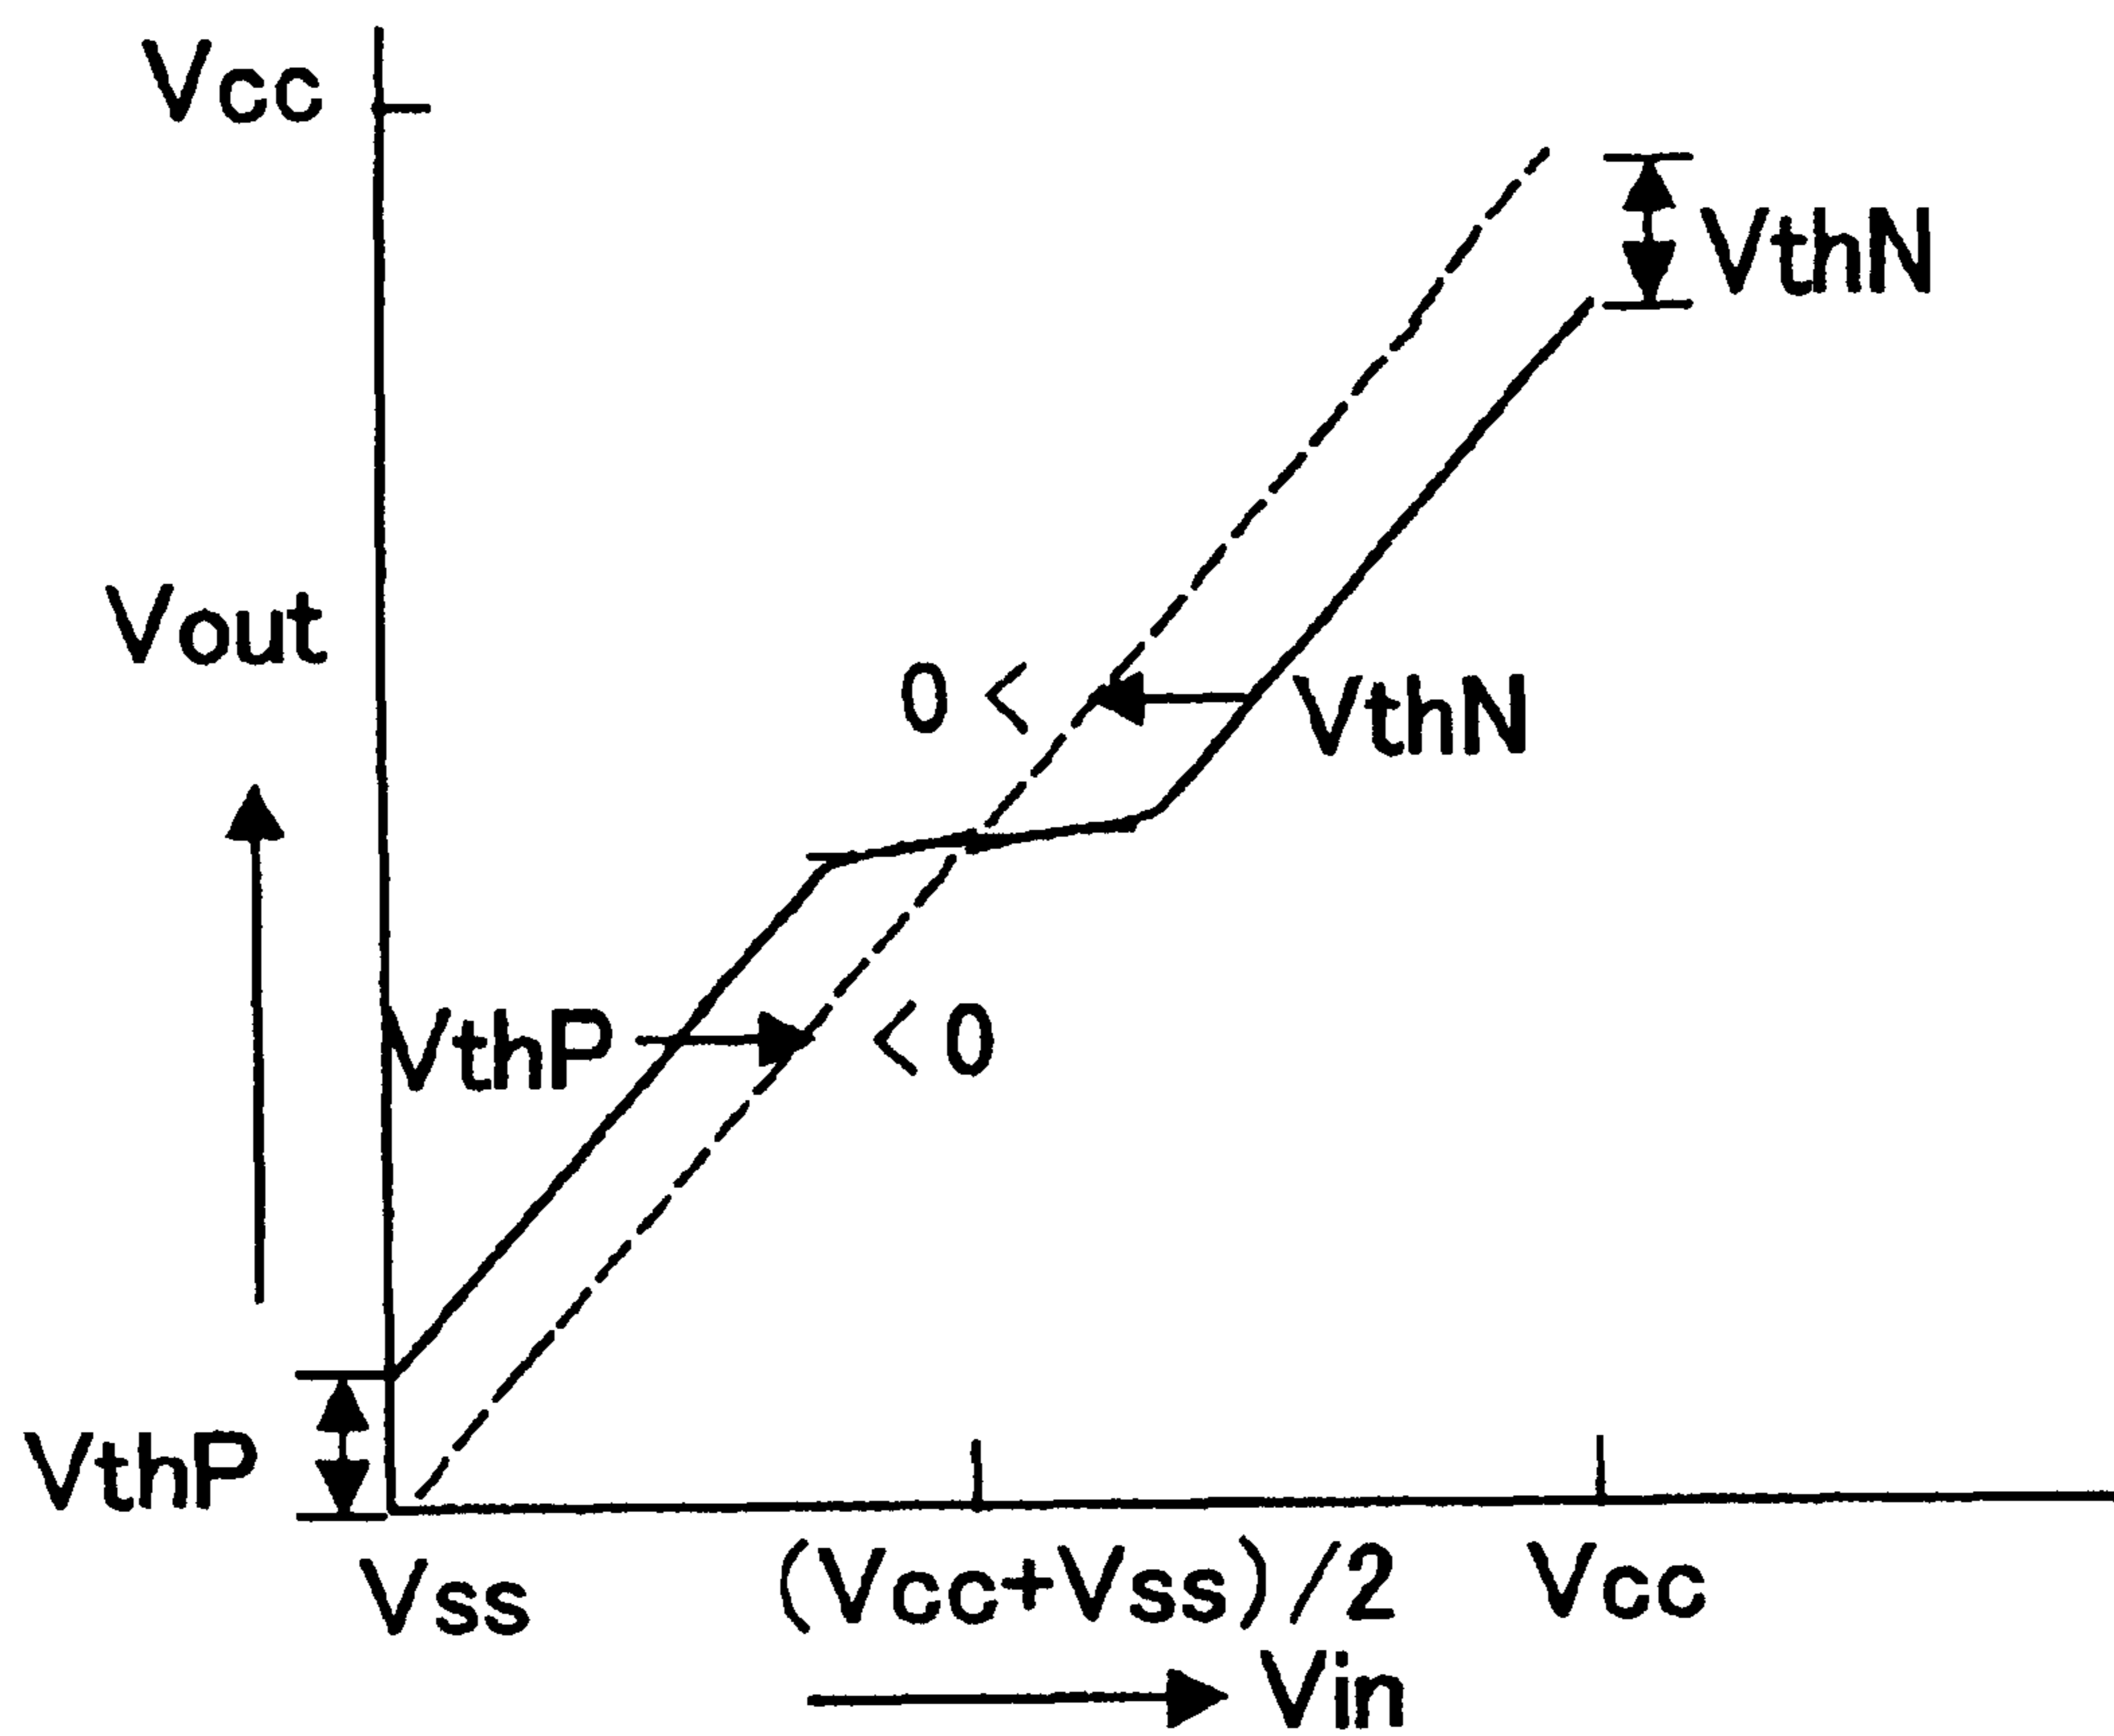 Vcc
VthN
Vout
0 <
VthN
VthP
< 0
VthP
Vss
(Vcc+Vss)/2
Vcc
Vin